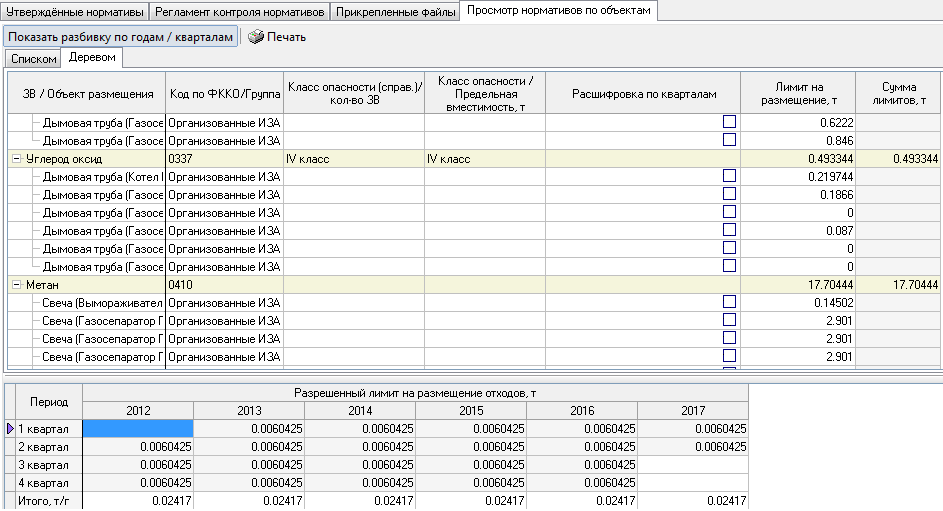 Утверждённые нормативы Регламент контроля нормативов Прикрепленные файлы Просмотр нормативов по объектам
Показать разбивку по годам / кварталам Печать
Списком Деревом
ЗВ / Объект размещения Код по ФККО/Группа Класс опасности (справ.)/ кол-во ЗВ Класс опасности / Предельная вместимость, т Расшифровка по кварталам Лимит на размещение, т Сумма лимитов, т
Дымовая труба (Газосе Организованные ИЗА 0.6222
Дымовая труба (Газосе Организованные ИЗА 0.846
Углерод оксид 0337 IV класс IV класс 0.493344 0.493344
Дымовая труба (Котел Организованные ИЗА 0.219744
Дымовая труба (Газосе Организованные ИЗА 0.1866
Дымовая труба (Газосе Организованные ИЗА 0
Дымовая труба (Газосе Организованные ИЗА 0.087
Дымовая труба (Газосе Организованные ИЗА 0
Дымовая труба (Газосе Организованные ИЗА 0
Метан 0410 17.70444 17.70444
Свеча (Вымораживател Организованные ИЗА 0.14502
Свеча (Газосепаратор Г Организованные ИЗА 2.901
Свеча (Газосепаратор Г Организованные ИЗА 2.901
Свеча (Газосепаратор Г Организованные ИЗА 2.901
Период Разрешенный лимит на размещение отходов, т
2012 2013 2014 2015 2016 2017
1 квартал 0.0060425 0.0060425 0.0060425 0.0060425 0.0060425
2 квартал 0.0060425 0.0060425 0.0060425 0.0060425 0.0060425 0.0060425
3 квартал 0.0060425 0.0060425 0.0060425 0.0060425 0.0060425
4 квартал 0.0060425 0.0060425 0.0060425 0.0060425 0.0060425
Итого, т/г 0.02417 0.02417 0.02417 0.02417 0.02417 0.02417